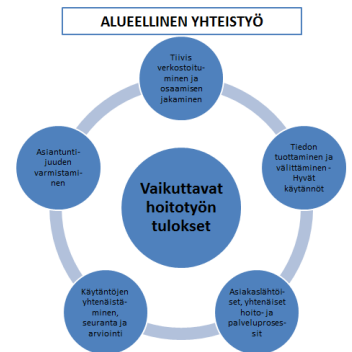 ALUEELLINEN YHTEISTYÖ
Tiivis
verkostoitu-
minen ja
osaamisen
jakaminen
Tiedon
tuottaminen ja
välittäminen -
Hyvät
käytännöt
Asiakaslähtöi-
set, yhtenäiset
hoito- ja
palveluproses-
sit
Käytäntöjen
yhtenäistä-
minen,
seuranta ja
arviointi
Asiantunti-
juuden
varmistami-
nen
Vaikuttavat
hoitotyön
tulokset